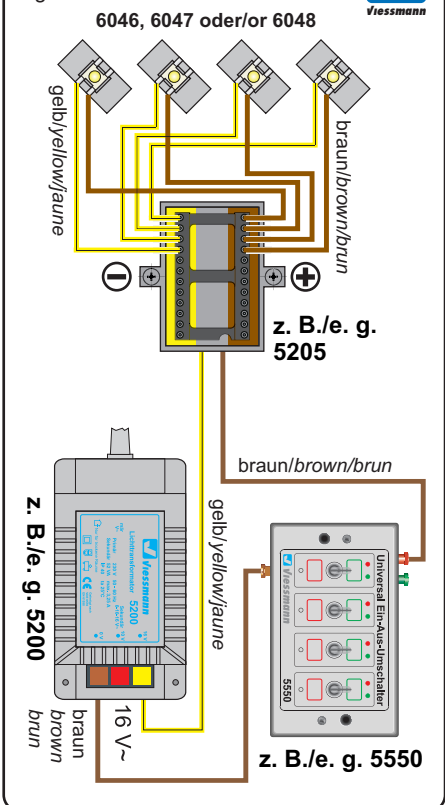 6046, 6047 oder/or 6048
viessmann
gelb/yellow/jaune
braun/brown/brun
z. B./e. g.
5205
braun/brown/brun
gelb/yellow/jaune
z. B./e. g. 5200
Viessmann
Lichttransformator 5200
16 V~
braun
brown
brun
Universal Ein-Aus-Umschalter
Viessmann
5550
z. B./e. g. 5550